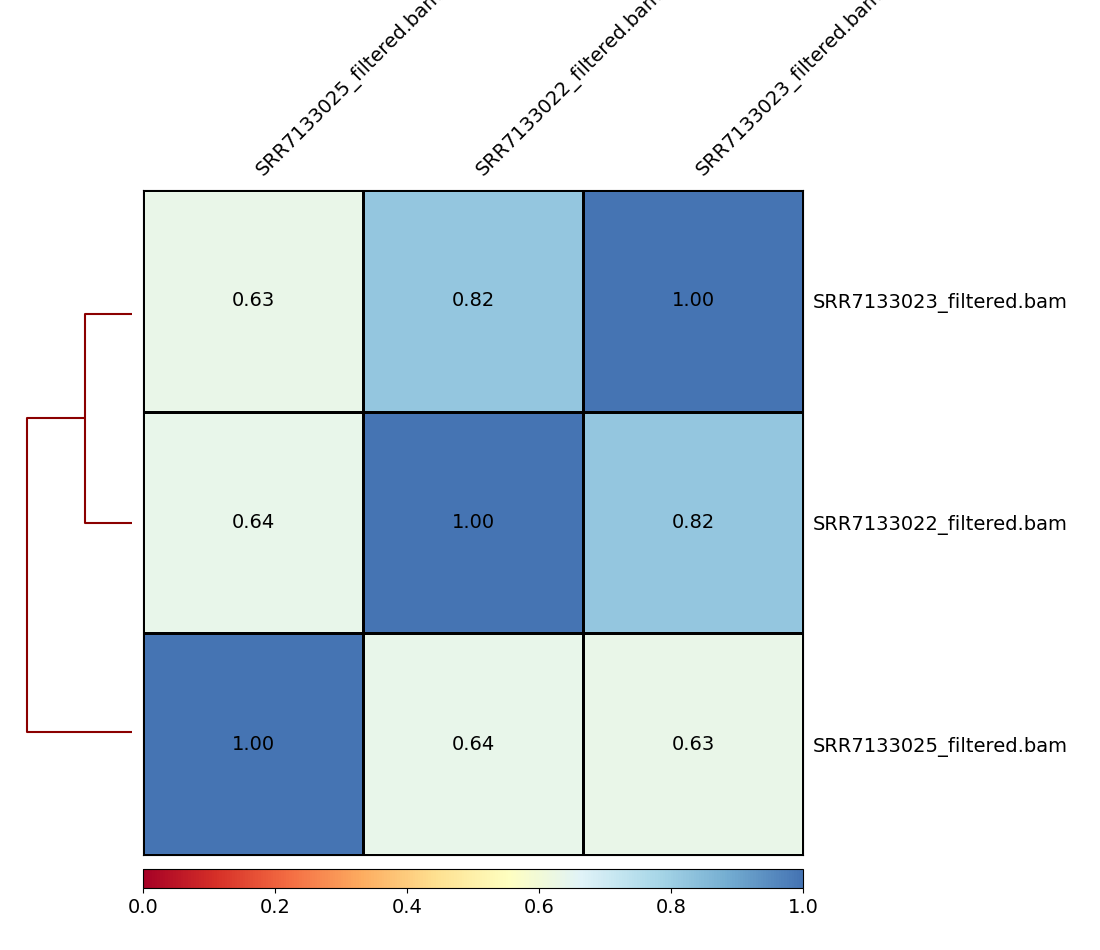 SRR7133025_filtered.bam
SRR7133022_filtered.bam
SRR7133023_filtered.bam
0.63 0.82 1.00 SRR7133023_filtered.bam
0.64 1.00 0.82 SRR7133022_filtered.bam
1.00 0.64 0.63 SRR7133025_filtered.bam
0.0 0.2 0.4 0.6 0.8 1.0